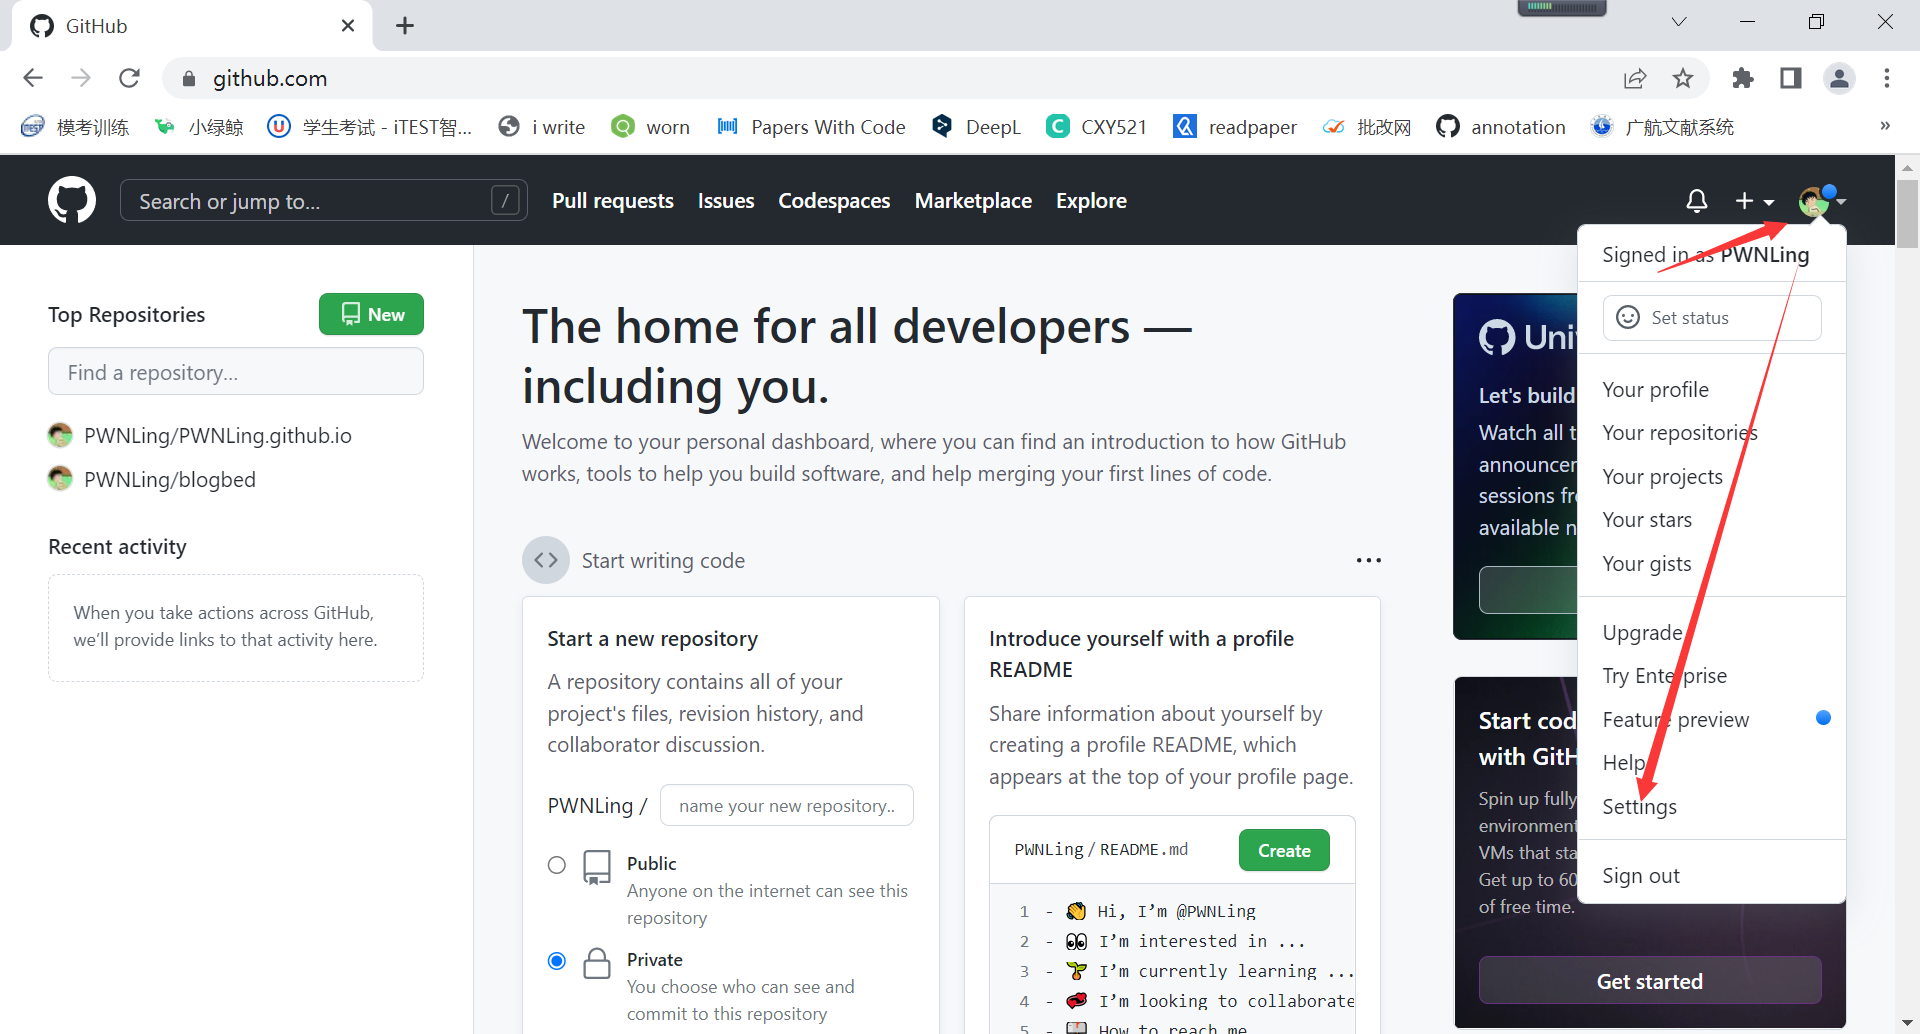 GitHub
github.com
模考训练
小绿鲸
学生考试 - iTEST智...
i write
worn
Papers With Code
DeepL
CXY521
readpaper
批改网
annotation
广航文献系统
»
Search or jump to...
/
Pull requests
Issues
Codespaces
Marketplace
Explore
Signed in as PWNLing
Set status
Your profile
Your repositories
Your projects
Your stars
Your gists
Upgrade
Try Enterprise
Feature preview
Help
Settings
Sign out
Top Repositories
New
Find a repository...
PWNLing/PWNLing.github.io
PWNLing/blogbed
Recent activity
When you take actions across GitHub,
we’ll provide links to that activity here.
The home for all developers —
including you.
Welcome to your personal dashboard, where you can find an introduction to how GitHub
works, tools to help you build software, and help merging your first lines of code.
Start writing code
Start a new repository
A repository contains all of your
project's files, revision history, and
collaborator discussion.
PWNLing /
name your new repository..
Public
Anyone on the internet can see this
repository
Private
You choose who can see and
commit to this repository
Introduce yourself with a profile
README
Share information about yourself by
creating a profile README, which
appears at the top of your profile page.
PWNLing / README.md
Create
1 - 👋 Hi, I’m @PWNLing
2 - 👀 I’m interested in ...
3 - 🌱 I’m currently learning ...
4 - 💞️ I’m looking to collaborate
5 - 📫 How to reach me
Uni
Let's build
Watch all t
announcer
sessions fr
available n
Start cod
with GitH
Spin up fully
environment
VMs that sta
Get up to 60
of free time.
Get started